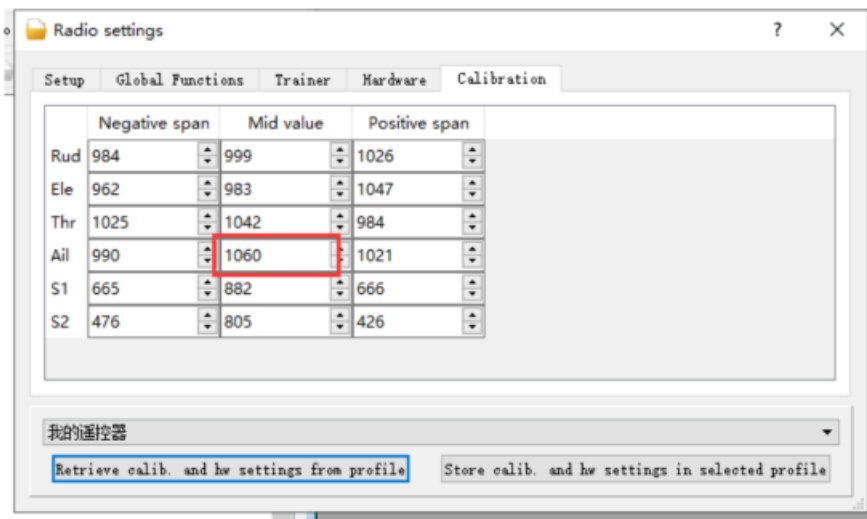 Radio settings
Setup Global Functions Trainer Hardware Calibration
Negative span Mid value Positive span
Rud 984 999 1026
Ele 962 983 1047
Thr 1025 1042 984
Ail 990 1060 1021
S1 665 882 666
S2 476 805 426
我的遥控器
Retrieve calib. and hw settings from profile Store calib. and hw settings in selected profile